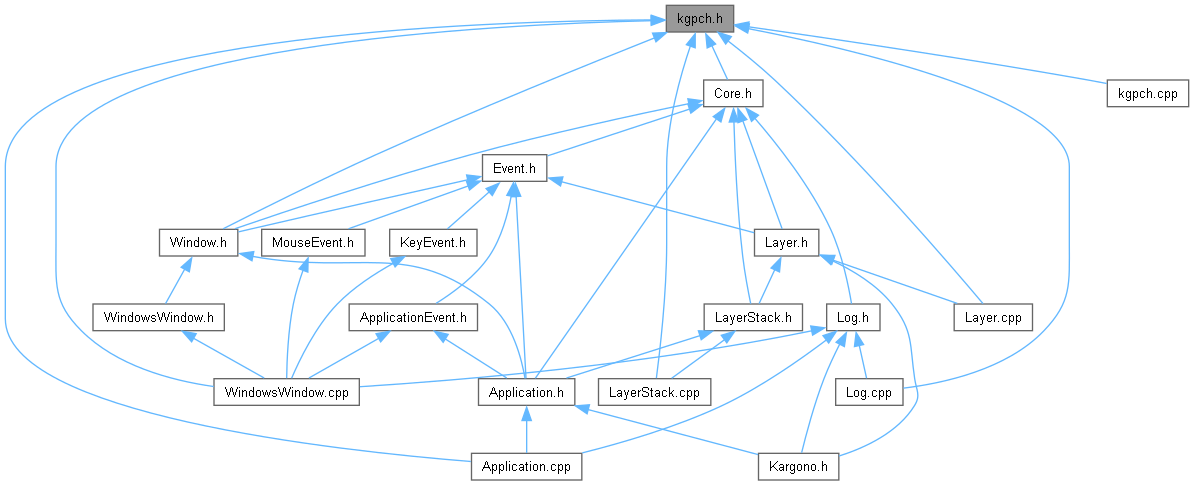 kgpch.h
kgpch.cpp
Core.h
Event.h
Window.h
MouseEvent.h
KeyEvent.h
Layer.h
WindowsWindow.h
ApplicationEvent.h
LayerStack.h
Log.h
Layer.cpp
WindowsWindow.cpp
Application.h
LayerStack.cpp
Log.cpp
Application.cpp
Kargono.h